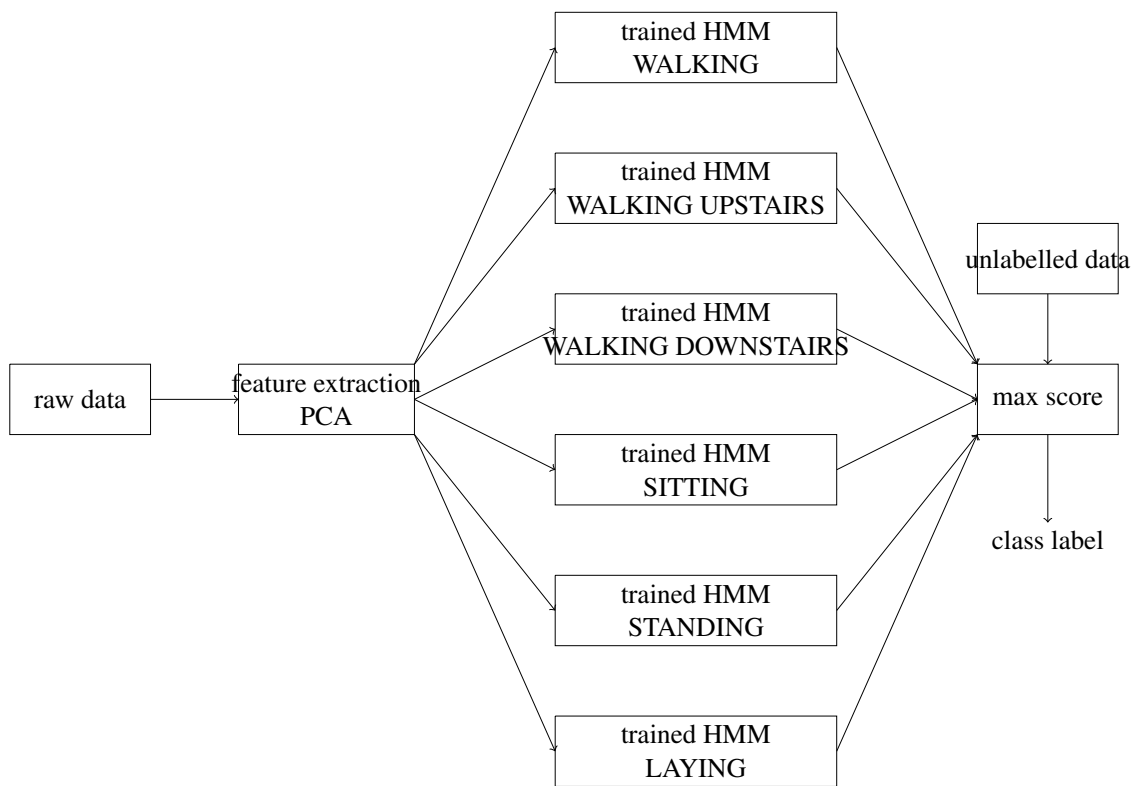 raw data
feature extraction
PCA
trained HMM
WALKING
trained HMM
WALKING UPSTAIRS
trained HMM
WALKING DOWNSTAIRS
trained HMM
SITTING
trained HMM
STANDING
trained HMM
LAYING
unlabelled data
max score
class label